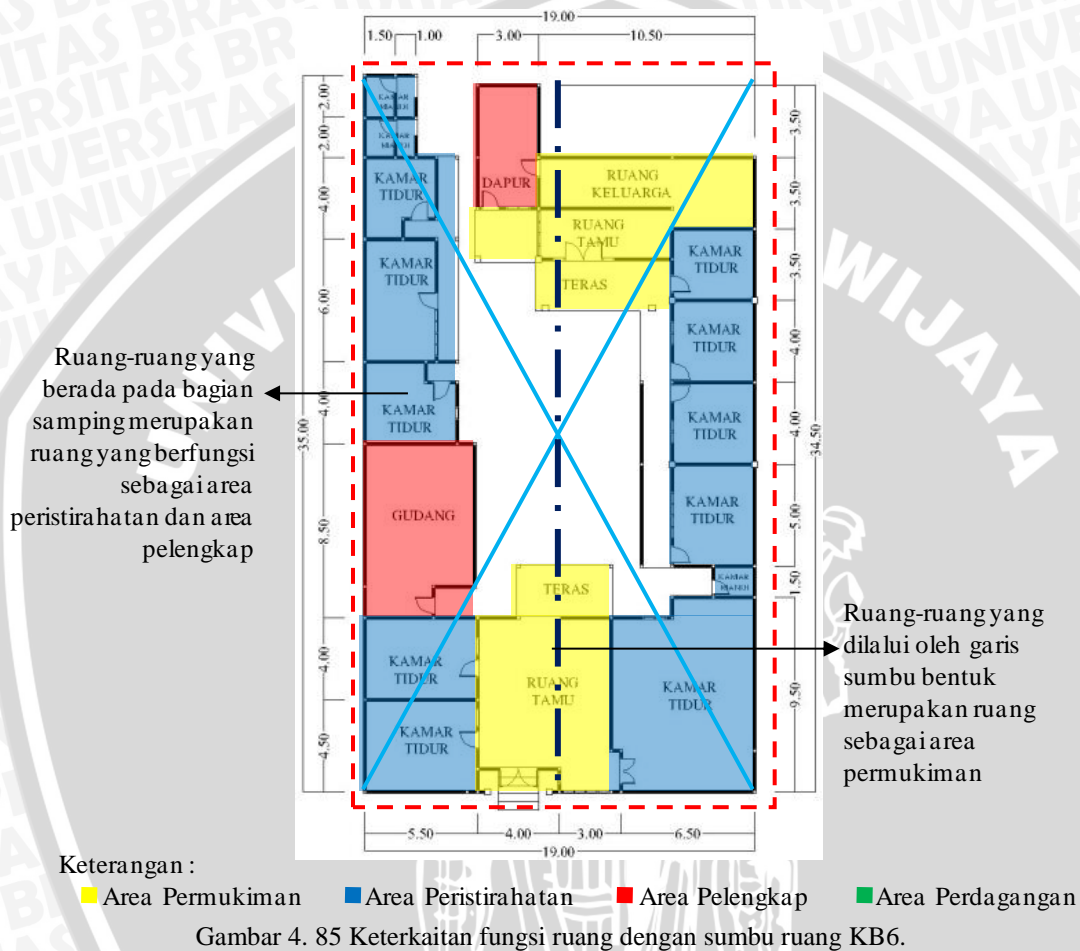 19.00
1.50 1.00 3.00 10.50
2.00
2.00
4.00
6.00
4.00
35.00
8.50
4.00
4.50
3.50
3.50
3.50
4.00
4.00
34.50
5.00
1.50
9.50
KAMAR
MANDI
KAMAR
MANDI
KAMAR
TIDUR
DAPUR
RUANG
KELUARGA
RUANG
TAMU
TERAS
KAMAR
TIDUR
KAMAR
TIDUR
KAMAR
TIDUR
KAMAR
TIDUR
KAMAR
TIDUR
KAMAR
TIDUR
GUDANG
KAMAR
MANDI
TERAS
KAMAR
TIDUR
RUANG
TAMU
KAMAR
TIDUR
KAMAR
TIDUR
5.50 4.00 3.00 6.50
19.00
Ruang-ruang yang
berada pada bagian
samping merupakan
ruang yang berfungsi
sebagai area
peristirahatan dan area
pelengkap
Ruang-ruang yang
dilalui oleh garis
sumbu bentuk
merupakan ruang
sebagai area
permukiman
Keterangan :
Area Permukiman Area Peristirahatan Area Pelengkap Area Perdagangan
Gambar 4. 85 Keterkaitan fungsi ruang dengan sumbu ruang KB6.